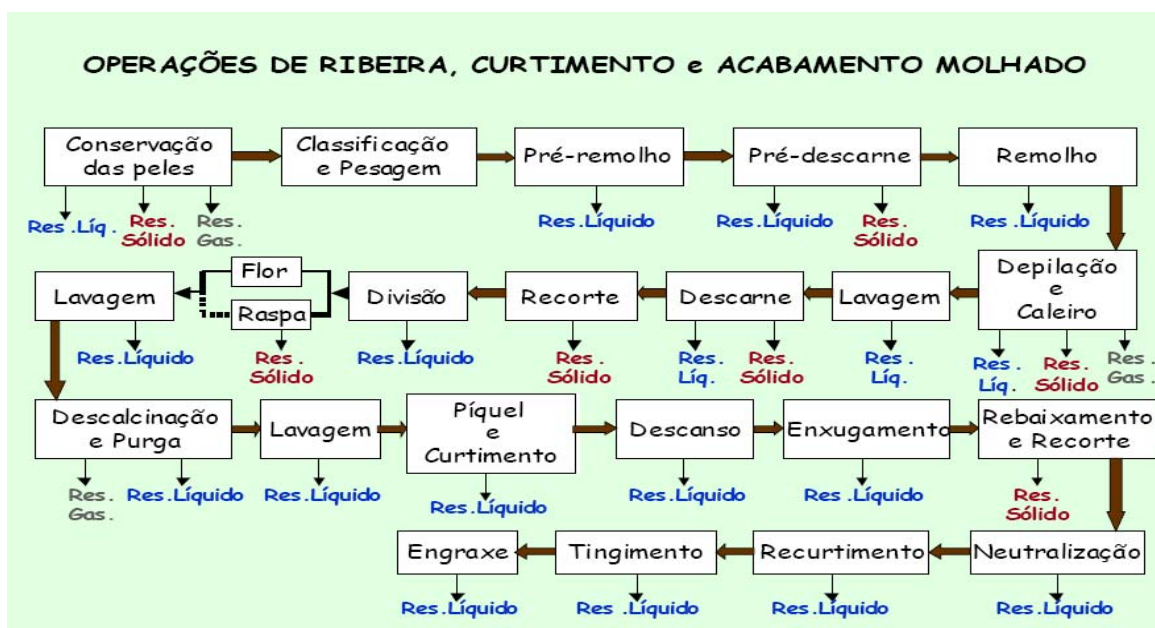 OPERAÇÕES DE RIBEIRA, CURTIMENTO e ACABAMENTO MOLHADO
Conservação
das peles
Classificação
e Pesagem
Pré-remolho
Pré-descarne
Remolho
Res.Líq.
Res.
Sólido
Res.
Gas.
Res.Líquido
Res.Líquido
Res.
Sólido
Res.Líquido
Lavagem
Flor
Raspa
Divisão
Recorte
Descarne
Lavagem
Depilação
e
Caleiro
Res.Líquido
Res.
Sólido
Res.Líquido
Res.
Sólido
Res.
Líq.
Res.
Sólido
Res.
Líq.
Res.
Líq.
Res.
Sólido
Res.
Gas.
Descalcinação
e Purga
Lavagem
Píquel
e
Curtimento
Descanso
Enxugamento
Rebaixamento
e Recorte
Res.
Gas.
Res.Líquido
Res.Líquido
Res.Líquido
Res.Líquido
Res.Líquido
Res.
Sólido
Engraxe
Tingimento
Recurtimento
Neutralização
Res.Líquido
Res.Líquido
Res.Líquido
Res.Líquido